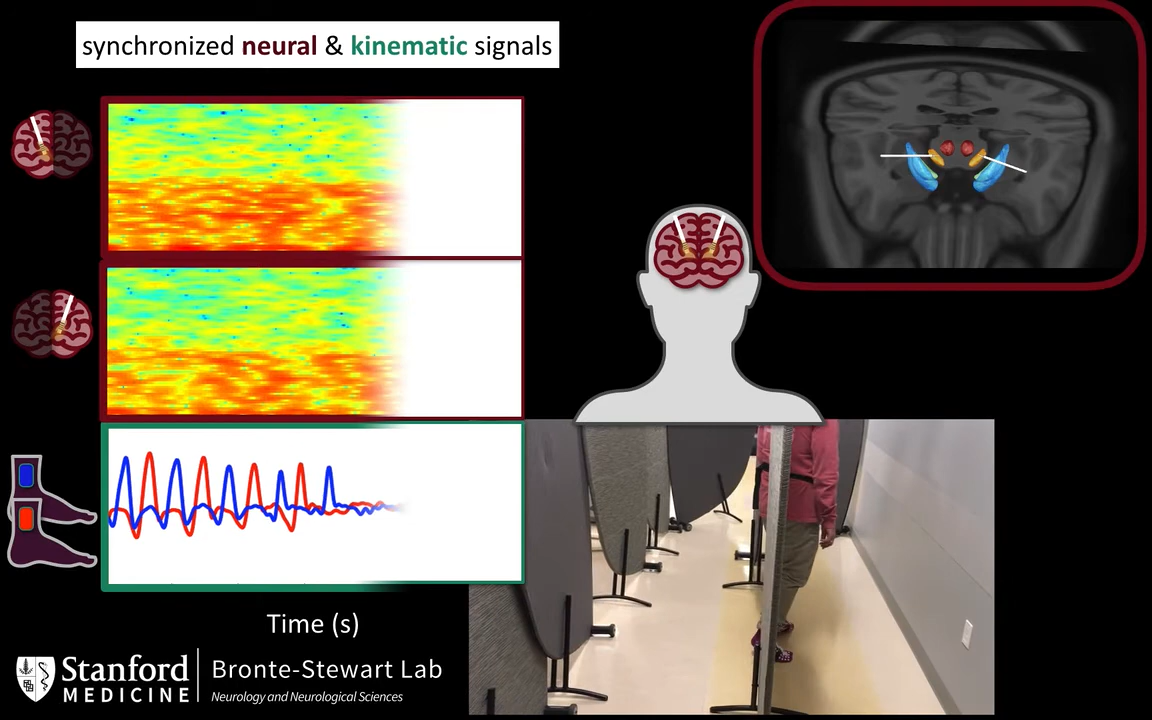 synchronized neural & kinematic signals
Time (s)
Stanford
MEDICINE
Bronte-Stewart Lab
Neurology and Neurological Sciences